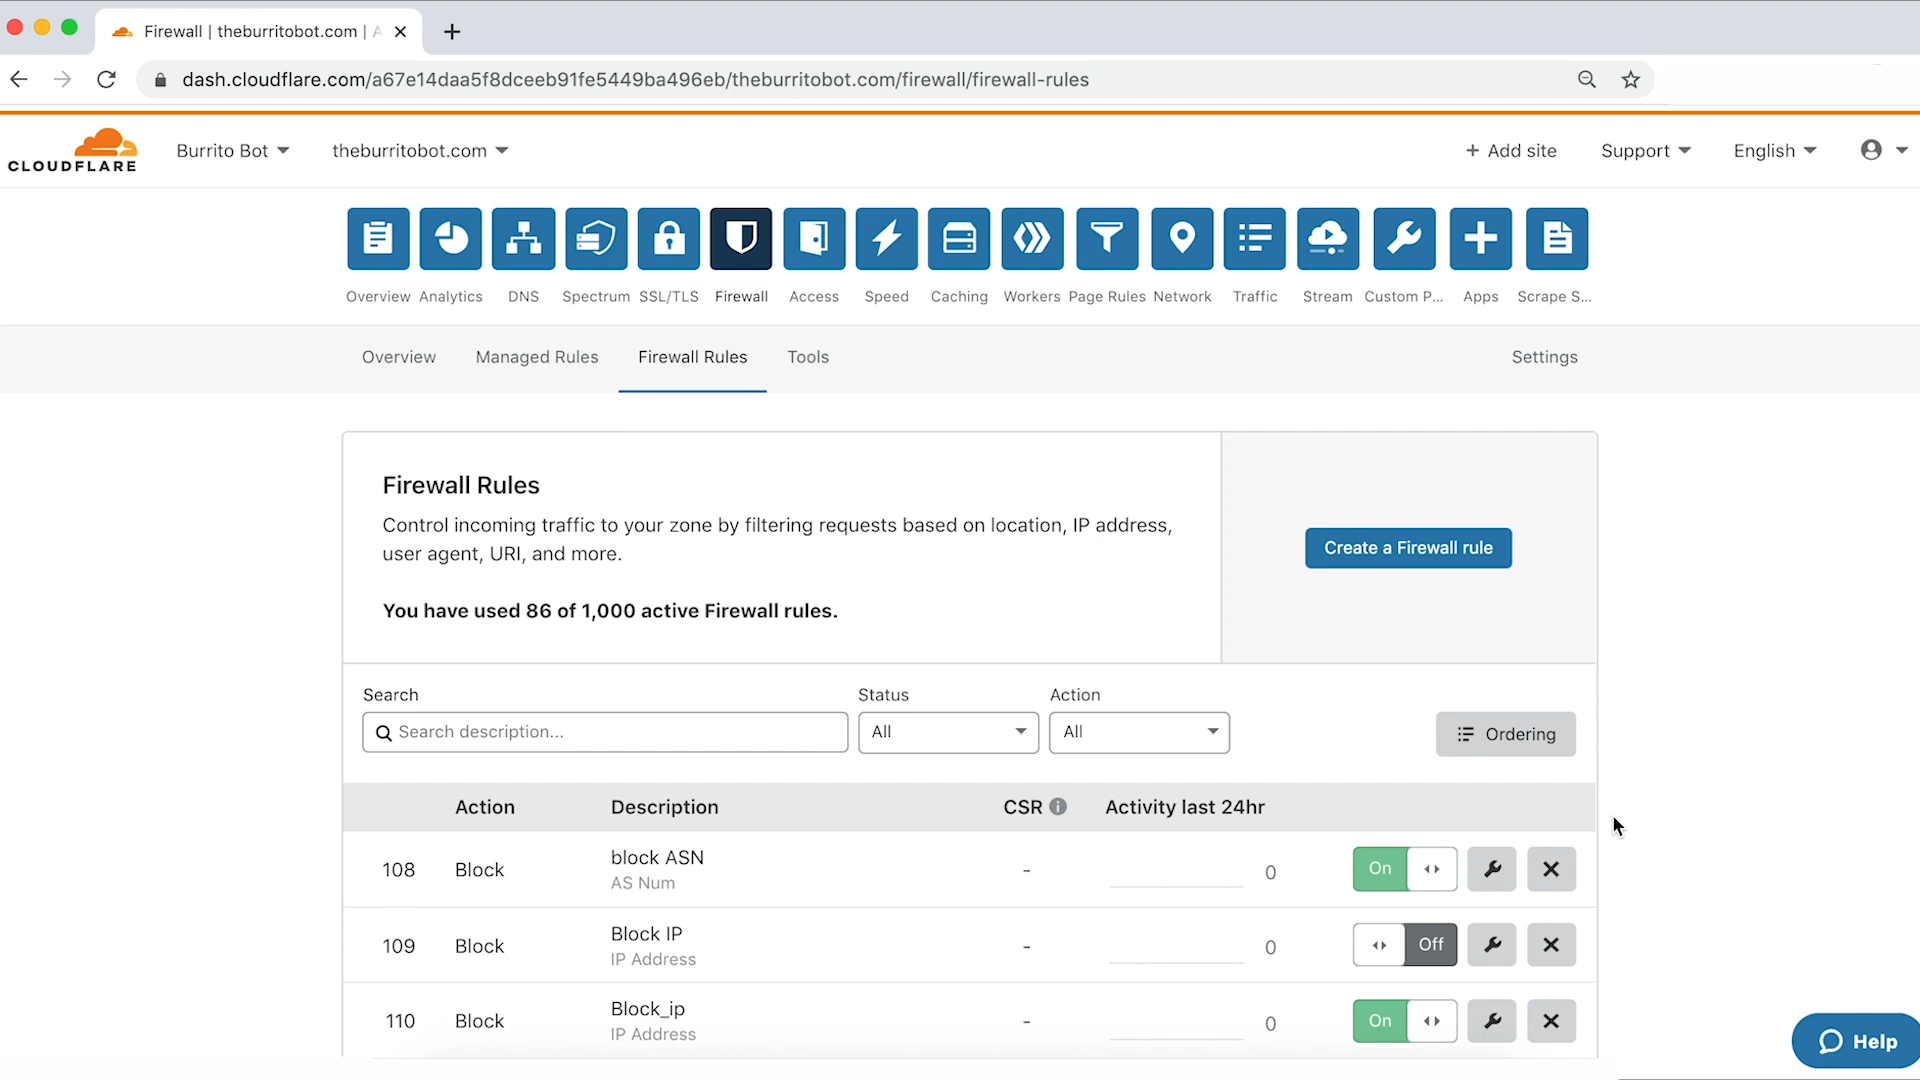 Firewall | theburritobot.com | A
dash.cloudflare.com/a67e14daa5f8dceeb91fe5449ba496eb/theburritobot.com/firewall/firewall-rules
CLOUDFLARE
Burrito Bot
theburritobot.com
+ Add site
Support
English
Overview
Analytics
DNS
Spectrum
SSL/TLS
Firewall
Access
Speed
Caching
Workers
Page Rules
Network
Traffic
Stream
Custom P...
Apps
Scrape S...
Overview
Managed Rules
Firewall Rules
Tools
Settings
Firewall Rules
Control incoming traffic to your zone by filtering requests based on location, IP address,
user agent, URI, and more.
You have used 86 of 1,000 active Firewall rules.
Create a Firewall rule
Search
Status
Action
Search description...
All
All
Ordering
Action Description CSR Activity last 24hr
108 Block block ASN - 0 On
AS Num
109 Block Block IP - 0 Off
IP Address
110 Block Block_ip - 0 On
IP Address
Help